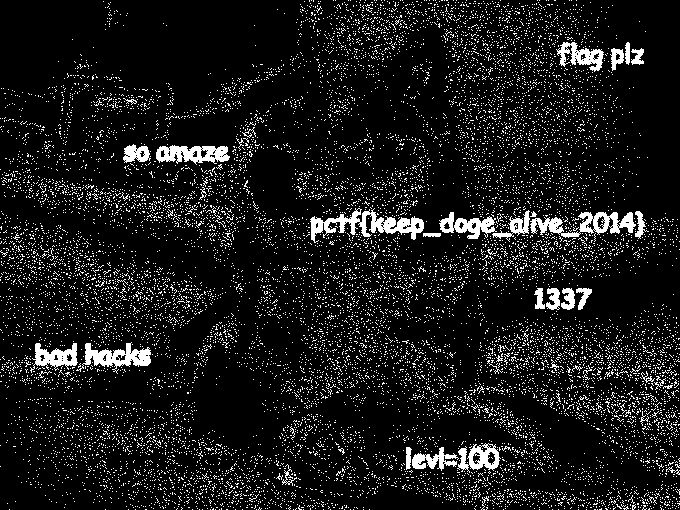 flag plz
so amaze
pctf{keep_doge_alive_2014}
1337
bad hacks
levl=100